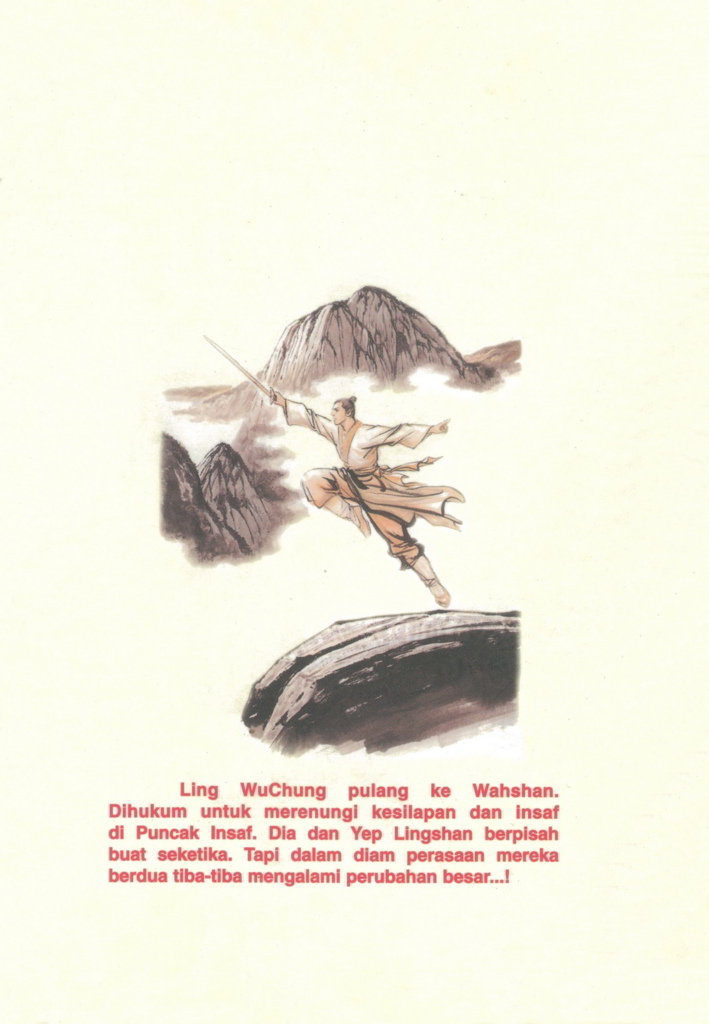 Ling WuChung pulang ke Wahshan.
Dihukum untuk merenungi kesilapan dan insaf
di Puncak Insaf. Dia dan Yep Lingshan berpisah
buat seketika. Tapi dalam diam perasaan mereka
berdua tiba-tiba mengalami perubahan besar...!